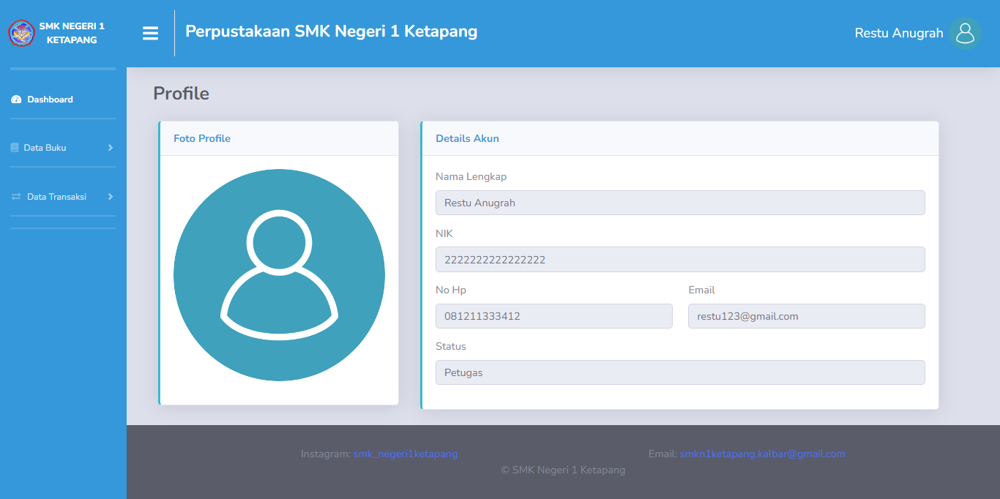 SMK NEGERI 1
KETAPANG
Perpustakaan SMK Negeri 1 Ketapang
Restu Anugrah
Dashboard
Data Buku
Data Transaksi
Profile
Foto Profile
Details Akun
Nama Lengkap
Restu Anugrah
NIK
2222222222222222
No Hp
Email
081211333412
restu123@gmail.com
Status
Petugas
Instagram: smk_negeri1ketapang
Email: smkn1ketapang.kalbar@gmail.com
© SMK Negeri 1 Ketapang